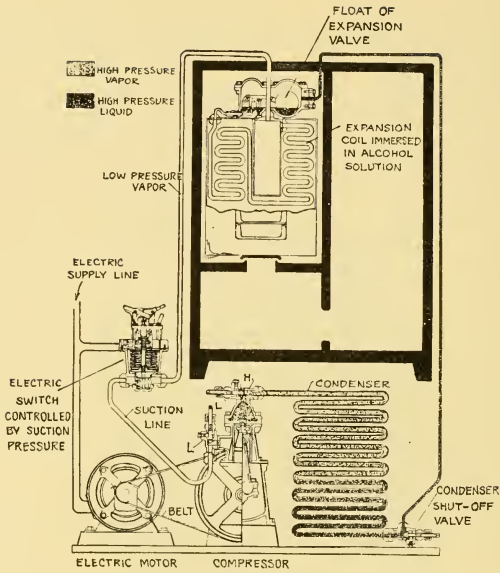 FLOAT OF
EXPANSION
VALVE
HIGH PRESSURE
VAPOR
HIGH PRESSURE
LIQUID
EXPANSION
COIL IMMERSED
IN ALCOHOL
SOLUTION
LOW PRESSURE
VAPOR
ELECTRIC
SUPPLY LINE
ELECTRIC
SWITCH
CONTROLLED
BY SUCTION
PRESSURE
H
CONDENSER
L
SUCTION
LINE
L
CONDENSER
SHUT-OFF
VALVE
BELT
ELECTRIC MOTOR
COMPRESSOR